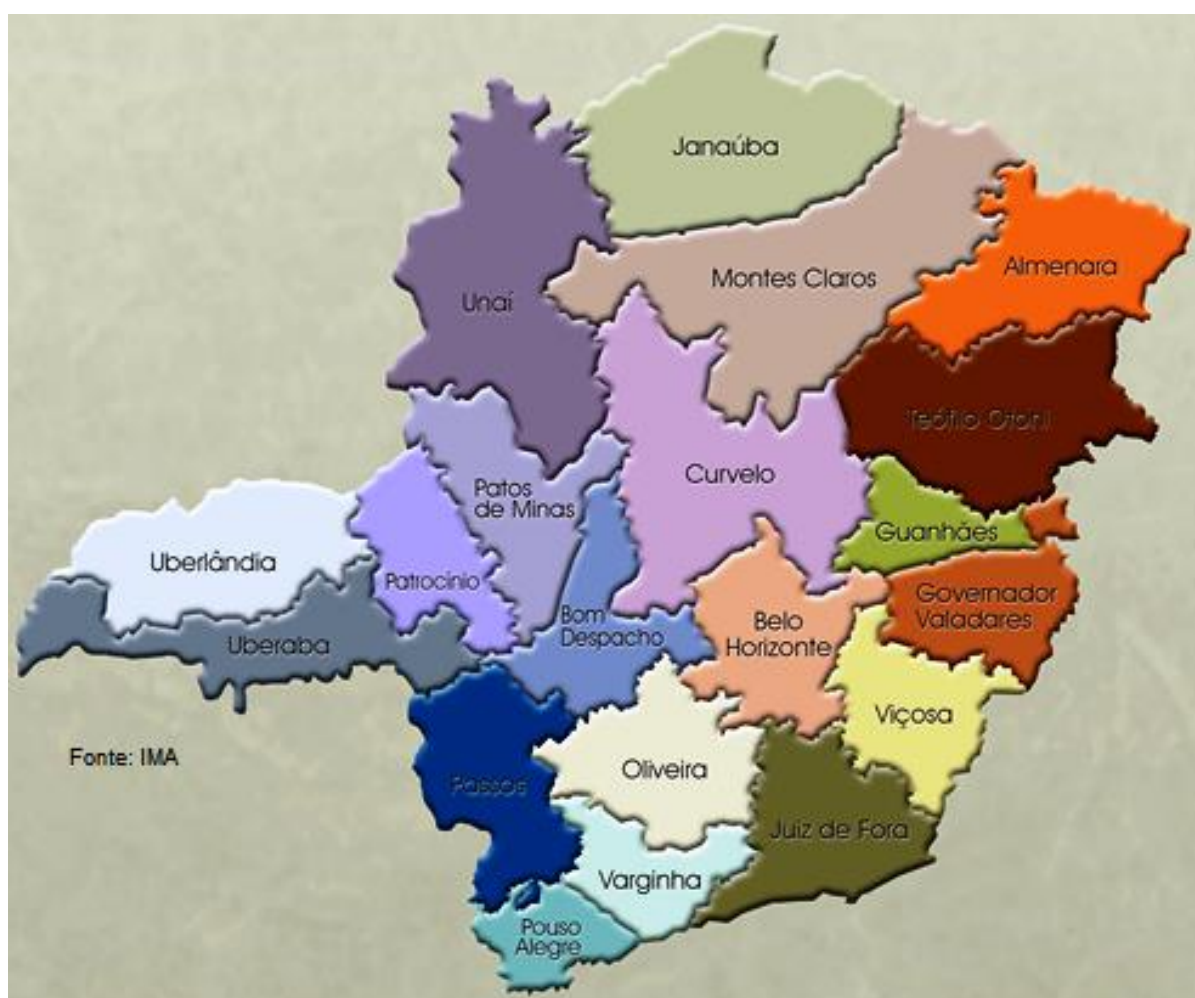 Janaúba
Montes Claros
Almenara
Unaí
Teófilo Otoni
Curvelo
Patos
de Minas
Guanhães
Uberlândia
Patrocínio
Governador
Valadares
Bom
Despacho
Belo
Horizonte
Uberaba
Viçosa
Fonte: IMA
Oliveira
Passos
Juiz de Fora
Varginha
Pouso
Alegre